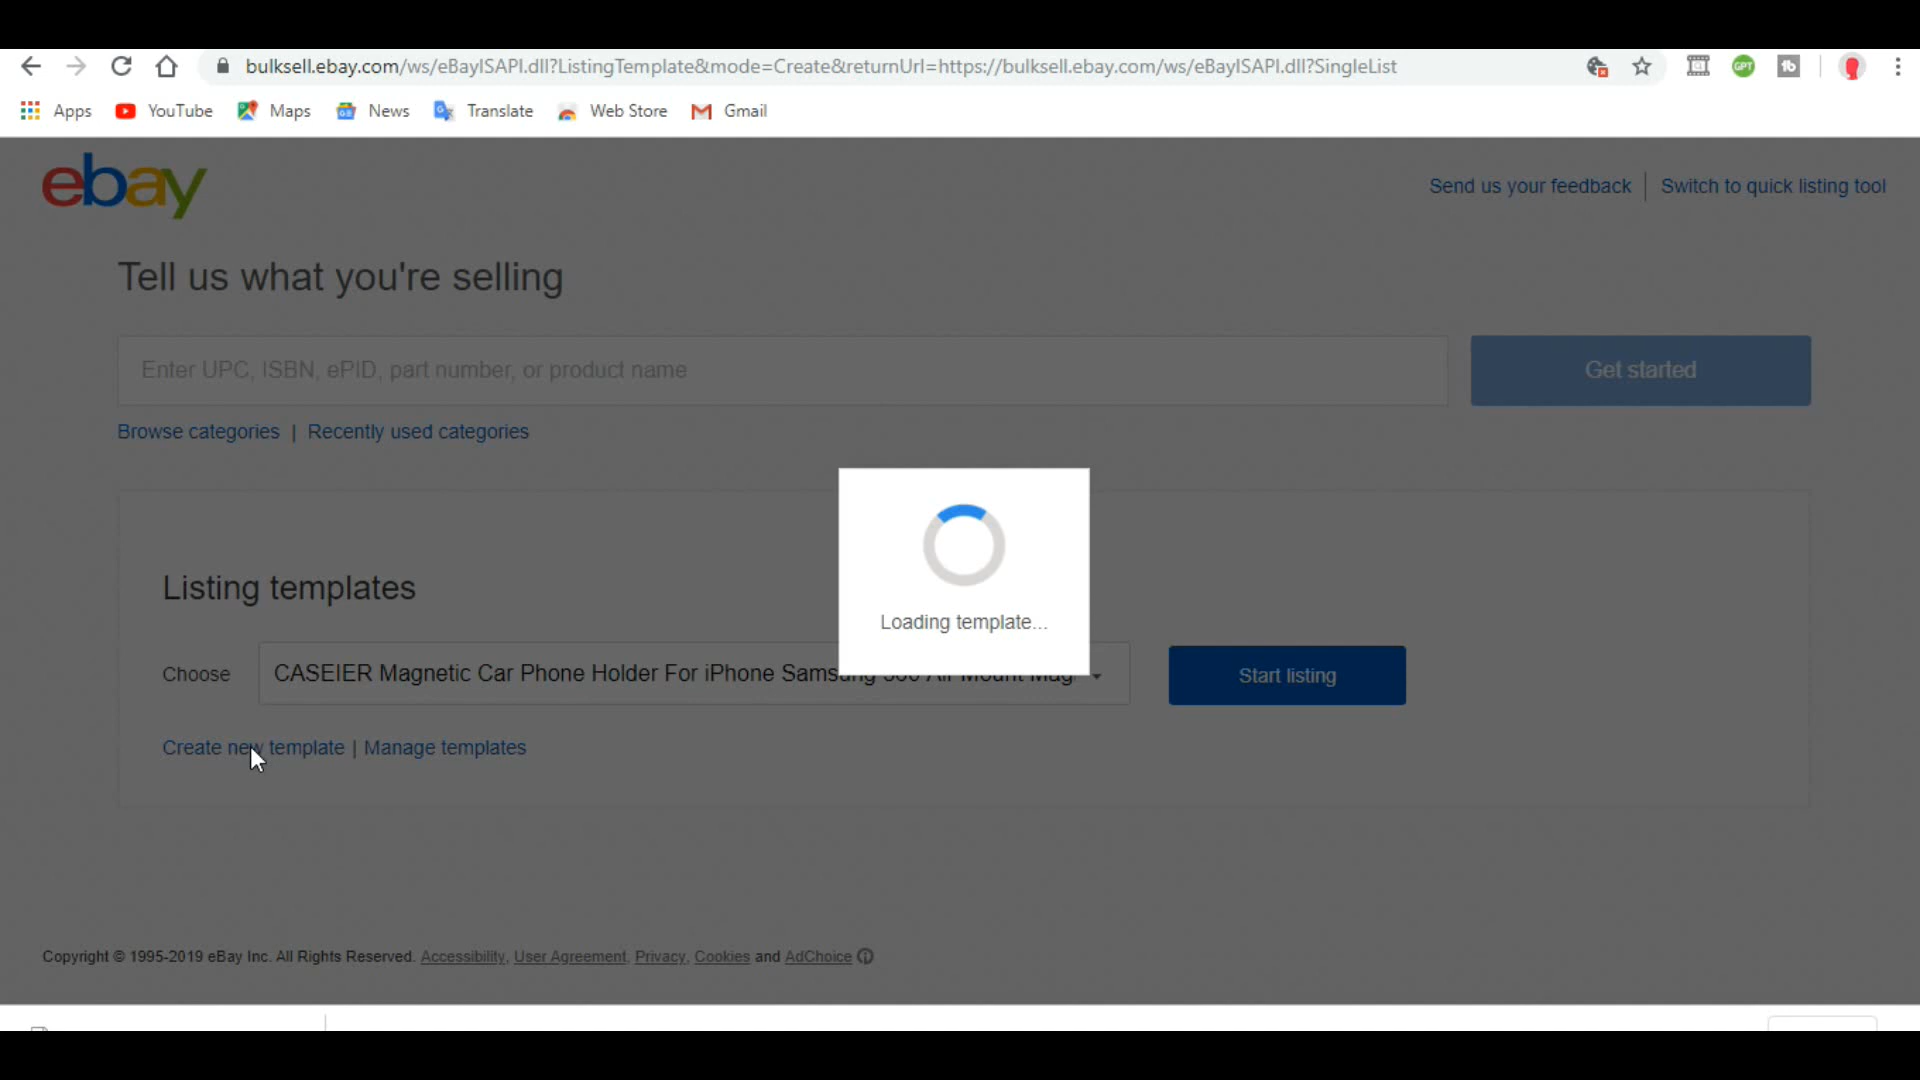 bulksell.ebay.com/ws/eBayISAPI.dll?ListingTemplate&mode=Create&returnUrl=https://bulksell.ebay.com/ws/eBayISAPI.dll?SingleList
GPT
Apps YouTube Maps News Translate Web Store Gmail
ebay
Send us your feedback Switch to quick listing tool
Tell us what you're selling
Enter UPC, ISBN, ePID, part number, or product name
Get started
Browse categories | Recently used categories
Loading template...
Listing templates
Choose CASEIER Magnetic Car Phone Holder For iPhone Samsung
Start listing
Create new template | Manage templates
Copyright © 1995-2019 eBay Inc. All Rights Reserved. Accessibility, User Agreement, Privacy, Cookies and AdChoice